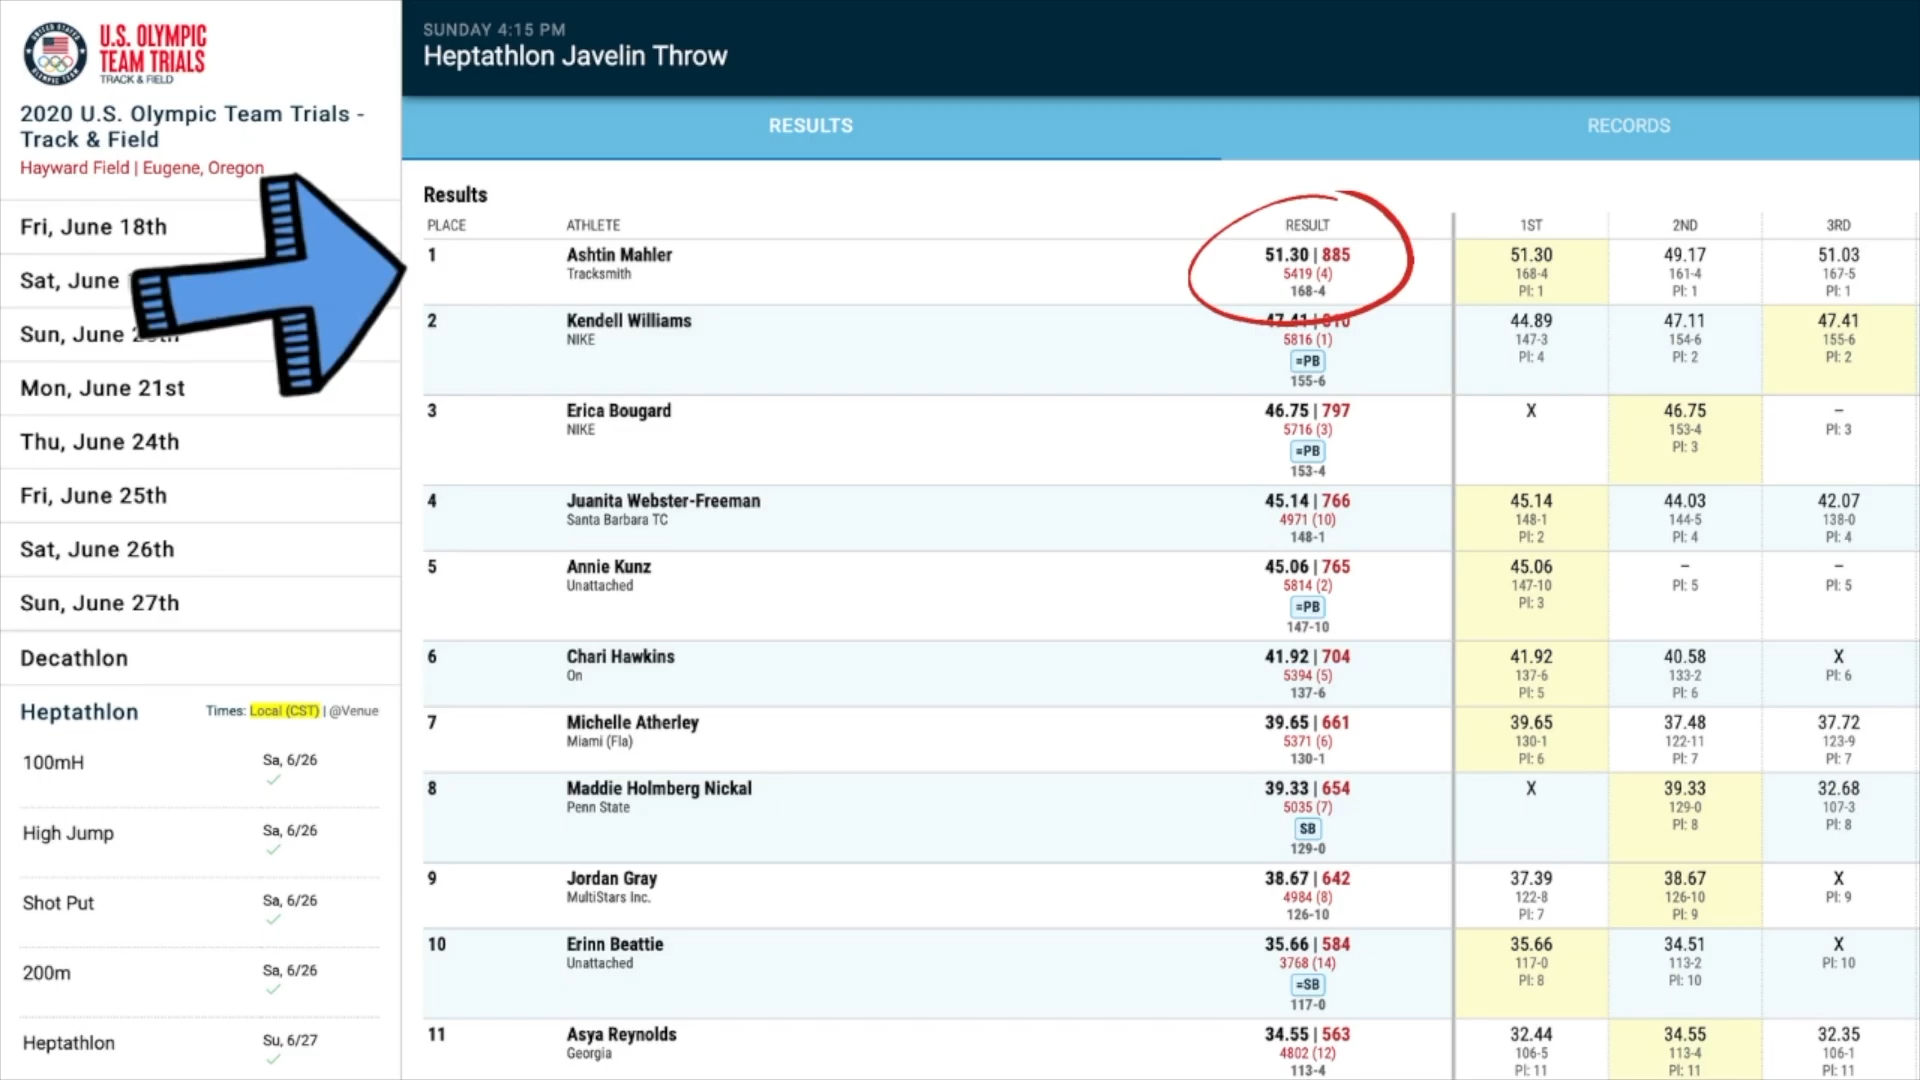 U.S. OLYMPIC
TEAM TRIALS
TRACK & FIELD
2020 U.S. Olympic Team Trials -
Track & Field
Hayward Field | Eugene, Oregon
Fri, June 18th
Sat, June
Sun, June
Mon, June 21st
Thu, June 24th
Fri, June 25th
Sat, June 26th
Sun, June 27th
Decathlon
Heptathlon Times: Local (CST) | @Venue
100mH Sa, 6/26
High Jump Sa, 6/26
Shot Put Sa, 6/26
200m Sa, 6/26
Heptathlon Su, 6/27
SUNDAY 4:15 PM
Heptathlon Javelin Throw
RESULTS RECORDS
Results
PLACE ATHLETE RESULT 1ST 2ND 3RD
1 Ashtin Mahler 51.30 | 885 51.30 49.17 51.03
Tracksmith 5419 (4) 168-4 161-4 167-5
168-4 Pl: 1 Pl: 1 Pl: 1
2 Kendell Williams 47.41 | 810 44.89 47.11 47.41
NIKE 5816 (1) 147-3 154-6 155-6
=PB Pl: 4 Pl: 2 Pl: 2
155-6
3 Erica Bougard 46.75 | 797 X 46.75 –
NIKE 5716 (3) 153-4 Pl: 3
=PB Pl: 3
153-4
4 Juanita Webster-Freeman 45.14 | 766 45.14 44.03 42.07
Santa Barbara TC 4971 (10) 148-1 144-5 138-0
148-1 Pl: 2 Pl: 4 Pl: 4
5 Annie Kunz 45.06 | 765 45.06 – –
Unattached 5814 (2) 147-10 Pl: 5 Pl: 5
=PB Pl: 3
147-10
6 Chari Hawkins 41.92 | 704 41.92 40.58 X
On 5394 (5) 137-6 133-2 Pl: 6
137-6 Pl: 5 Pl: 6
7 Michelle Atherley 39.65 | 661 39.65 37.48 37.72
Miami (Fla) 5371 (6) 130-1 122-11 123-9
130-1 Pl: 6 Pl: 7 Pl: 7
8 Maddie Holmberg Nickal 39.33 | 654 X 39.33 32.68
Penn State 5035 (7) 129-0 107-3
SB Pl: 8 Pl: 8
129-0
9 Jordan Gray 38.67 | 642 37.39 38.67 X
MultiStars Inc. 4984 (8) 122-8 126-10 Pl: 9
126-10 Pl: 7 Pl: 9
10 Erinn Beattie 35.66 | 584 35.66 34.51 X
Unattached 3768 (14) 117-0 113-2 Pl: 10
=SB Pl: 8 Pl: 10
117-0
11 Asya Reynolds 34.55 | 563 32.44 34.55 32.35
Georgia 4802 (12) 106-5 113-4 106-1
113-4 Pl: 11 Pl: 11 Pl: 11